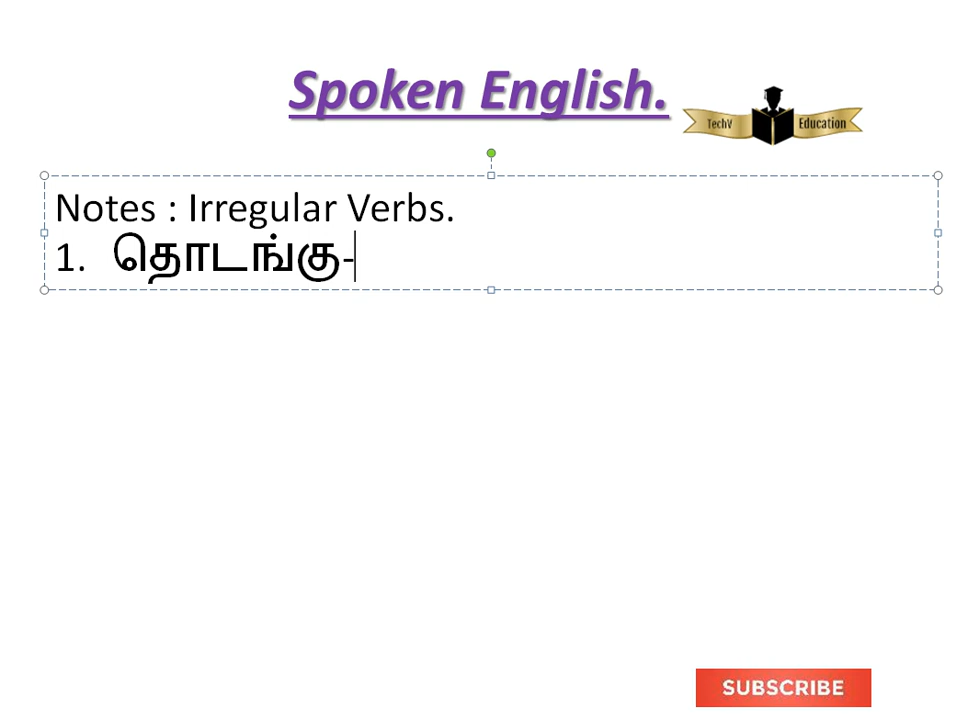 Spoken English.
TechV Education
Notes : Irregular Verbs.
1. தொடங்கு-
SUBSCRIBE